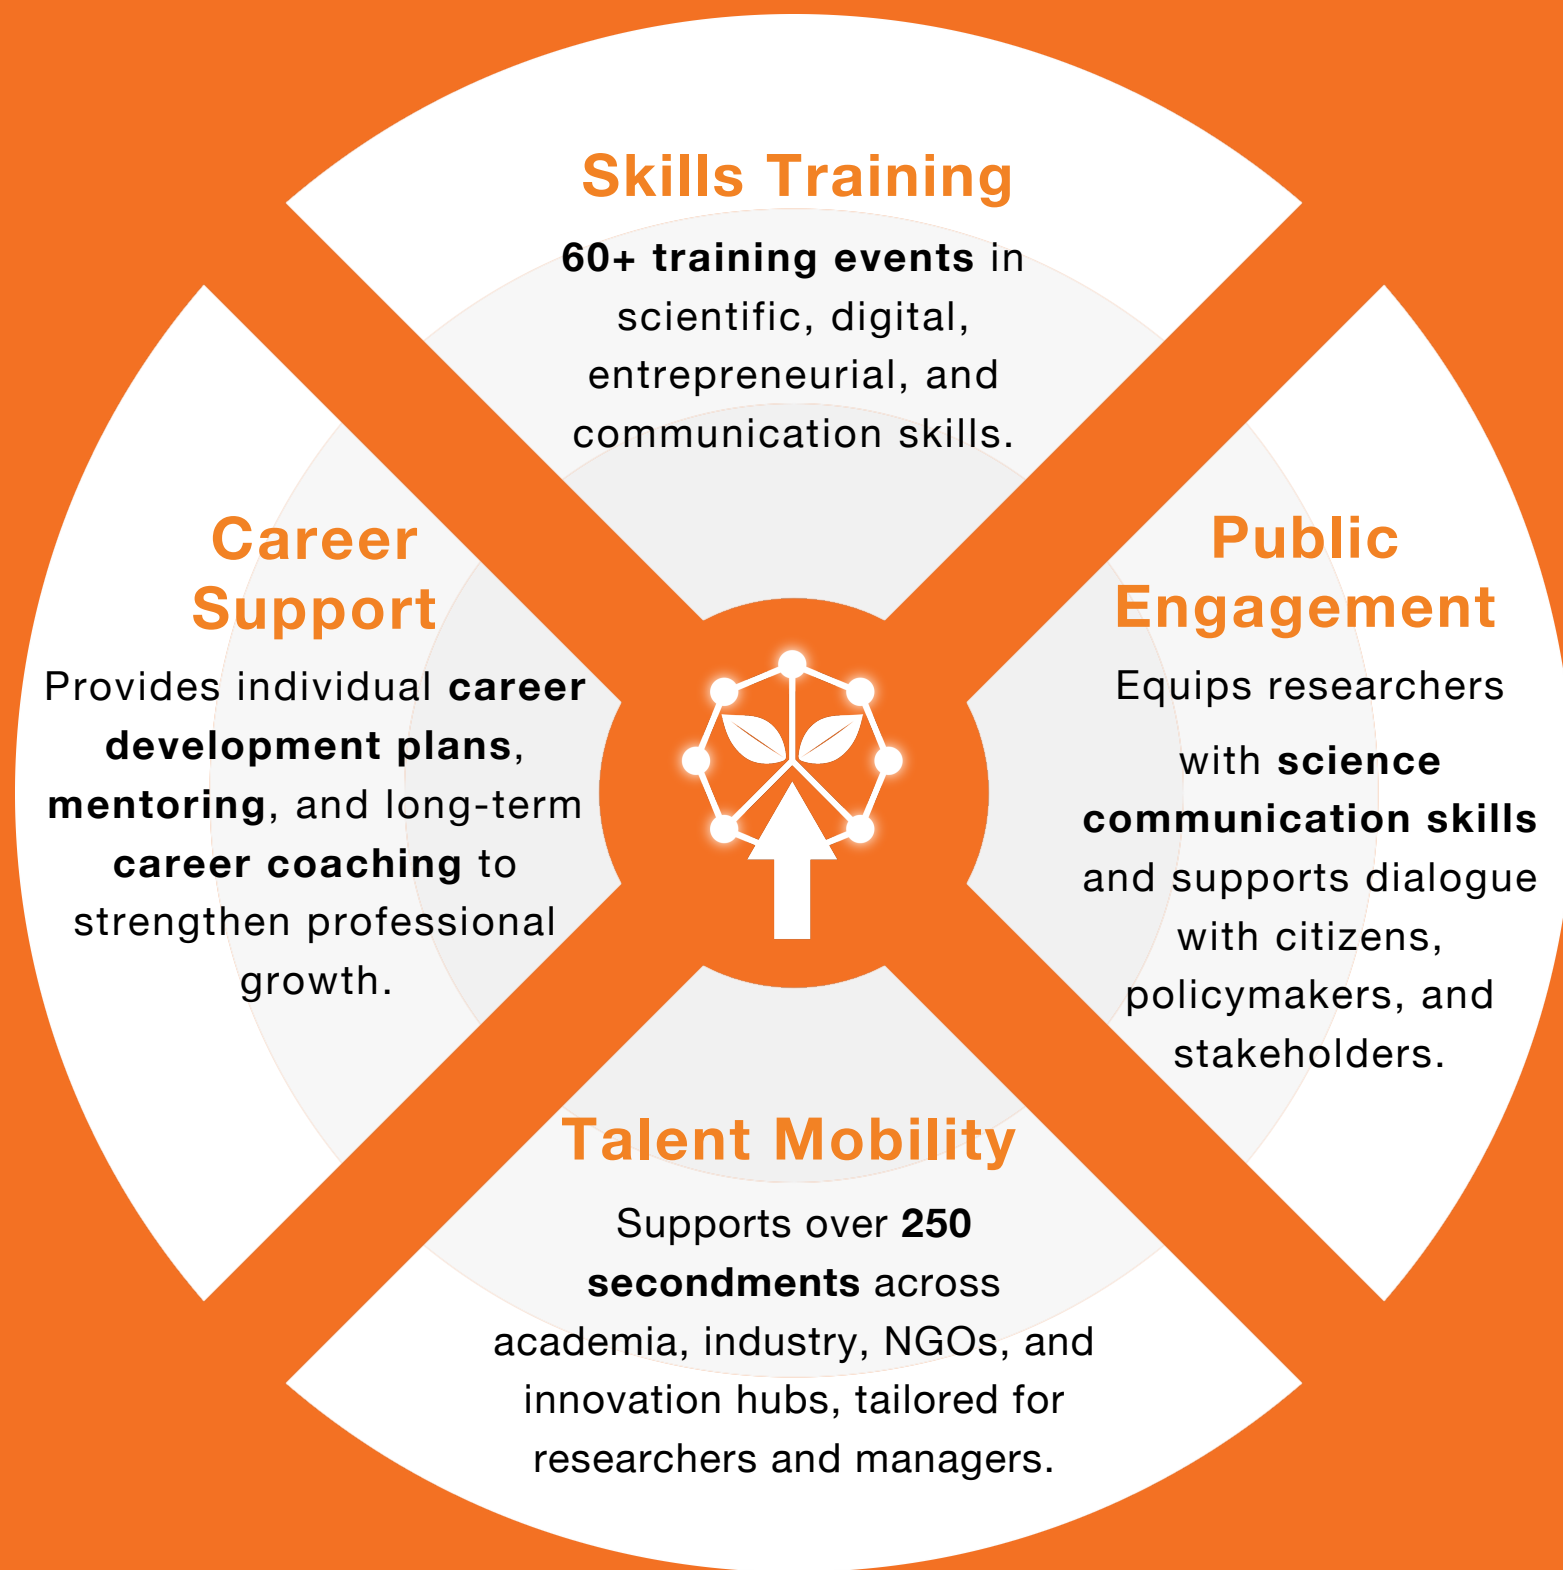 Skills Training
60+ training events in
scientific, digital,
entrepreneurial, and
communication skills.
Career
Support
Provides individual career
development plans,
mentoring, and long-term
career coaching to
strengthen professional
growth.
Public
Engagement
Equips researchers
with science
communication skills
and supports dialogue
with citizens,
policymakers, and
stakeholders.
Talent Mobility
Supports over 250
secondments across
academia, industry, NGOs, and
innovation hubs, tailored for
researchers and managers.